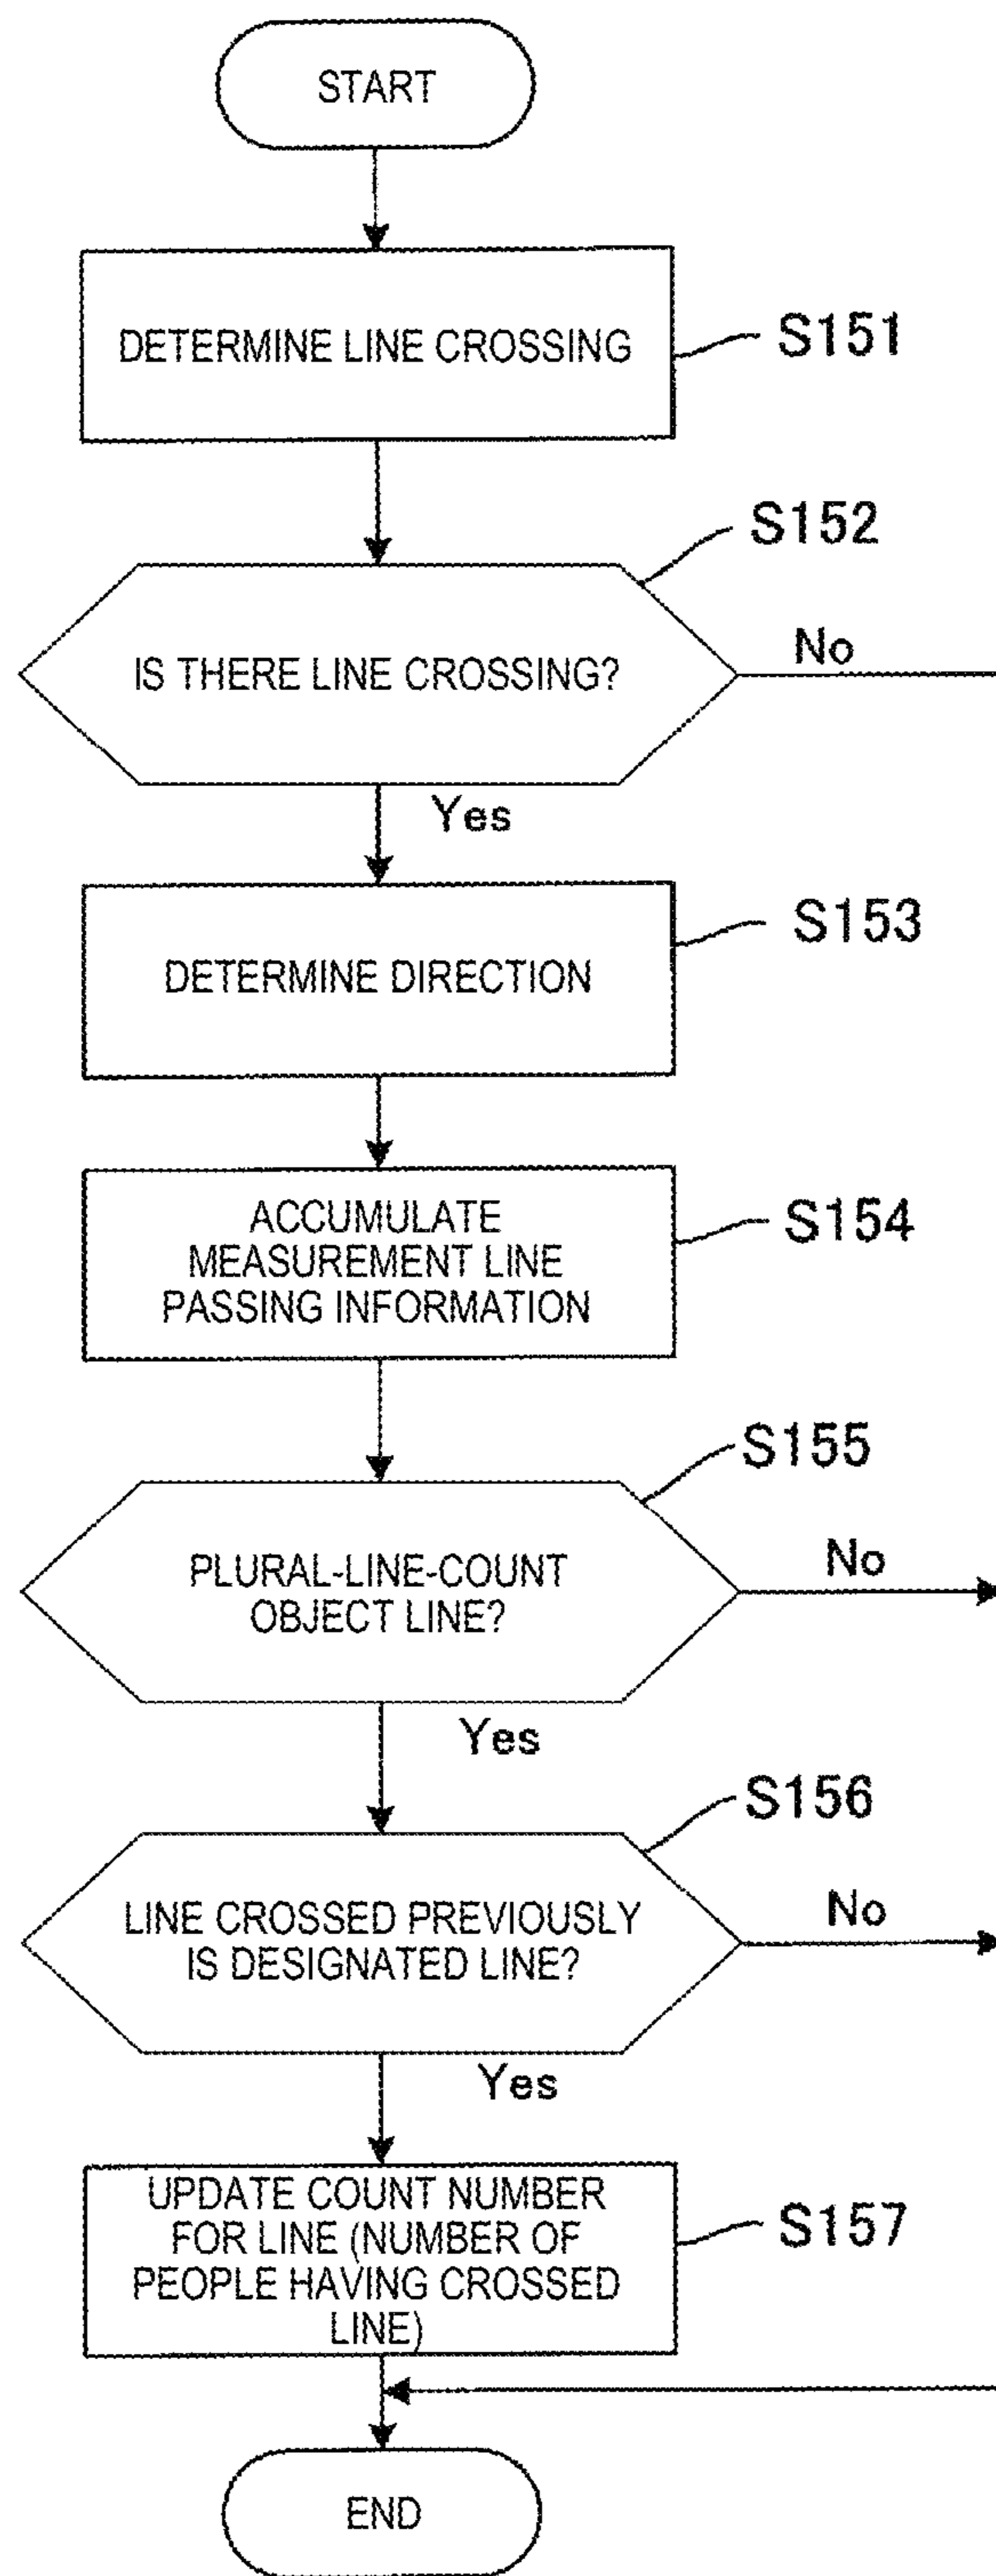 START
DETERMINE LINE CROSSING
S151
S152
IS THERE LINE CROSSING?
No
Yes
S153
DETERMINE DIRECTION
ACCUMULATE
MEASUREMENT LINE
PASSING INFORMATION
S154
S155
PLURAL-LINE-COUNT
OBJECT LINE?
No
Yes
S156
LINE CROSSED PREVIOUSLY
IS DESIGNATED LINE?
No
Yes
UPDATE COUNT NUMBER
FOR LINE (NUMBER OF
PEOPLE HAVING CROSSED
LINE)
S157
END